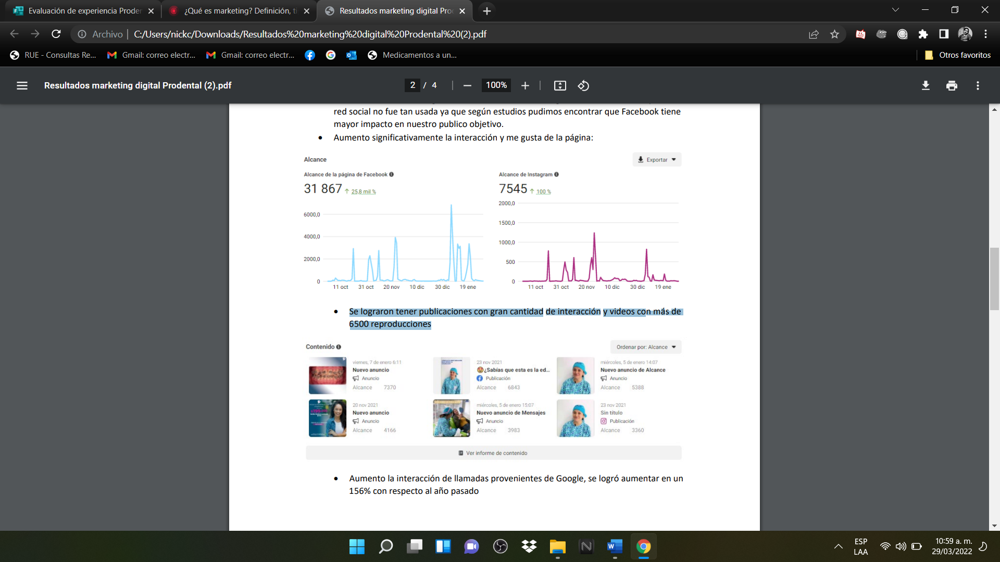 Evaluación de experiencia Proder
¿Qué es marketing? Definición, ti
Resultados marketing digital Pro
Archivo
C:/Users/nickc/Downloads/Resultados%20marketing%20digital%20Prodental%20(2).pdf
RUE - Consultas Re...
Gmail: correo electr...
Gmail: correo electr...
Medicamentos a un...
Otros favoritos
Resultados marketing digital Prodental (2).pdf
2 / 4
100%
red social no fue tan usada ya que según estudios pudimos encontrar que Facebook tiene
mayor impacto en nuestro publico objetivo.
• Aumento significativamente la interacción y me gusta de la página:
Alcance
Exportar
Alcance de la página de Facebook
31 867 ↑ 25,8 mil %
6000,0
4000,0
2000,0
0
11 oct 31 oct 20 nov 10 dic 30 dic 19 ene
Alcance de Instagram
7545 ↑ 100 %
2000,0
1500,0
1000,0
500
0
11 oct 31 oct 20 nov 10 dic 30 dic 19 ene
• Se lograron tener publicaciones con gran cantidad de interacción y videos con más de
6500 reproducciones
Contenido
Ordenar por: Alcance
viernes, 7 de enero 6:11
Nuevo anuncio
Anuncio
Alcance 7370
23 nov 2021
¿Sabías que esta es la ed...
Publicación
Alcance 6843
miércoles, 5 de enero 14:07
Nuevo anuncio de Alcance
Anuncio
Alcance 5388
20 nov 2021
Nuevo anuncio
Anuncio
Alcance 4166
miércoles, 5 de enero 15:07
Nuevo anuncio de Mensajes
Anuncio
Alcance 3983
23 nov 2021
Sin título
Publicación
Alcance 3360
Ver informe de contenido
• Aumento la interacción de llamadas provenientes de Google, se logró aumentar en un
156% con respecto al año pasado
ESP
LAA
10:59 a. m.
29/03/2022